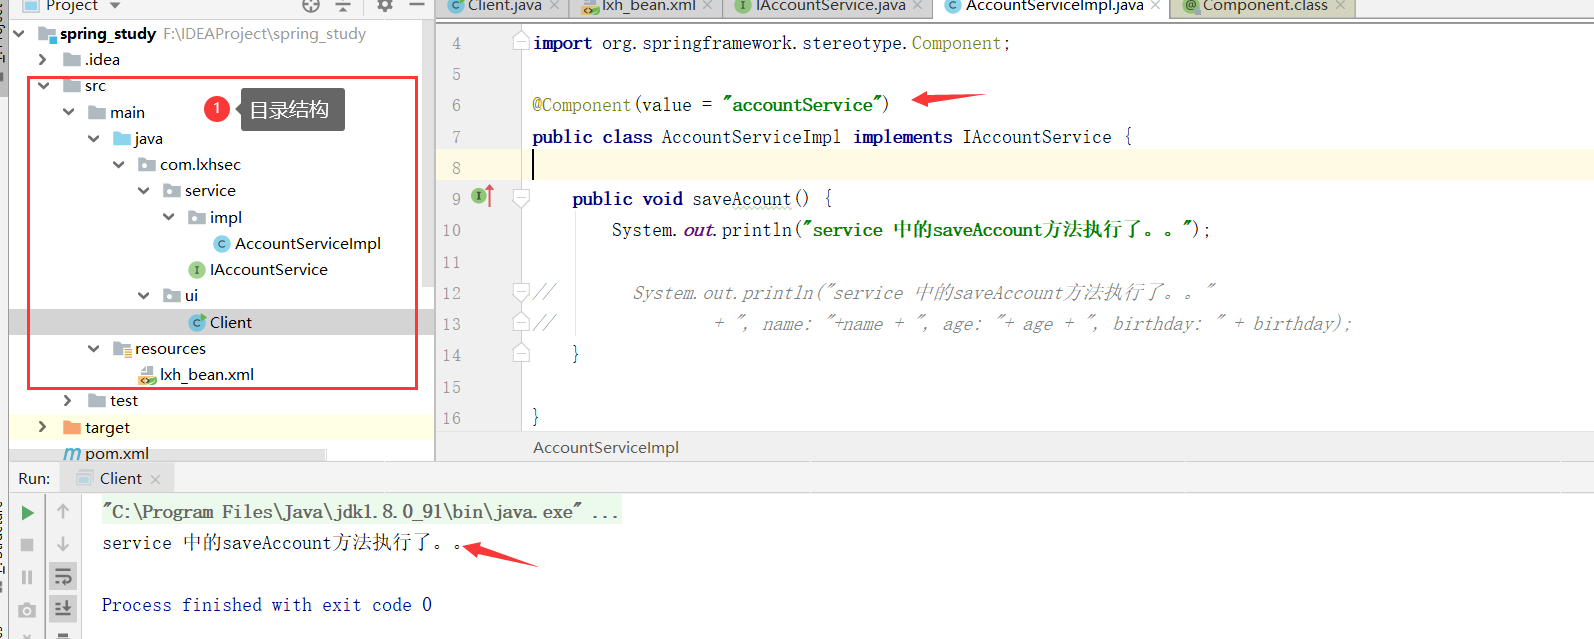 Project
Client.java
lxh_bean.xml
IAccountService.java
AccountServiceImpl.java
Component.class
spring_study F:\IDEAProject\spring_study
.idea
src
main
1 目录结构
java
com.lxhsec
service
impl
AccountServiceImpl
IAccountService
ui
Client
resources
lxh_bean.xml
test
target
pom.xml
4 import org.springframework.stereotype.Component;
5
6 @Component(value = "accountService")
7 public class AccountServiceImpl implements IAccountService {
8
9 public void saveAcount() {
10 System.out.println("service 中的saveAccount方法执行了。。");
11
12 // System.out.println("service 中的saveAccount方法执行了。。"
13 // + ", name: "+name + ", age: "+ age + ", birthday: " + birthday);
14 }
15
16 }
AccountServiceImpl
Run: Client
"C:\Program Files\Java\jdk1.8.0_91\bin\java.exe" ...
service 中的saveAccount方法执行了。。
Process finished with exit code 0